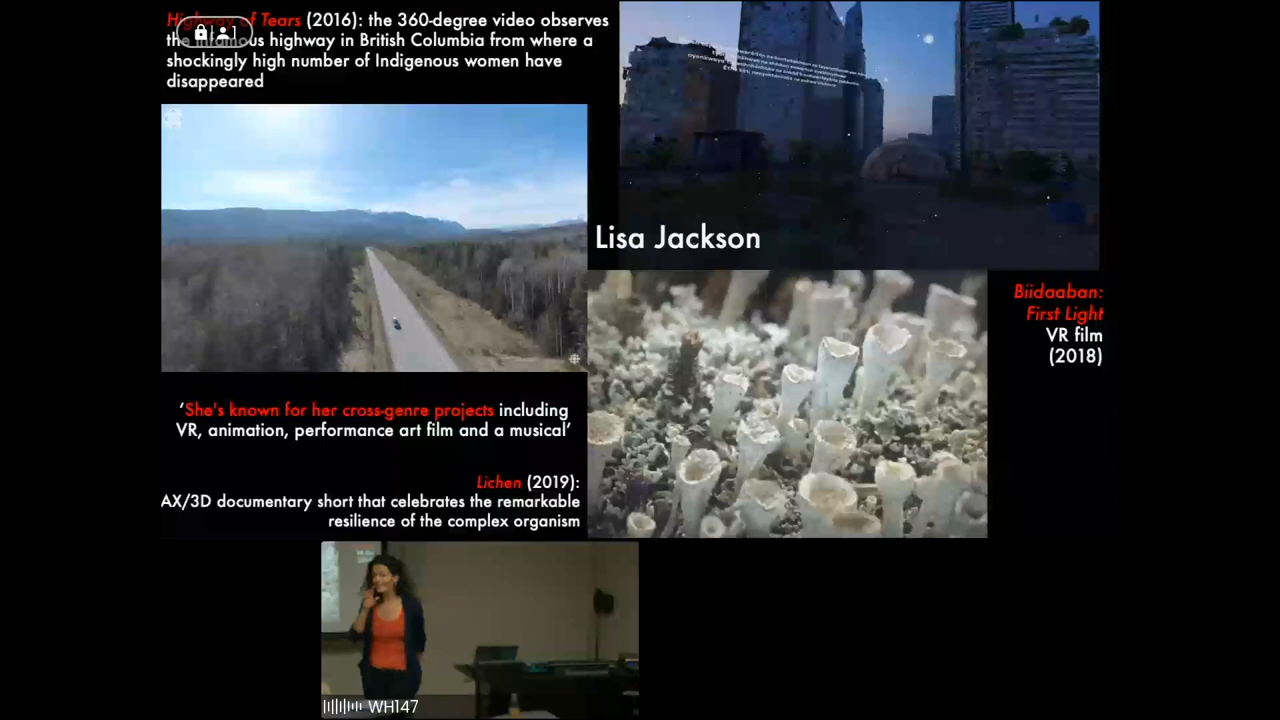 Highway of Tears (2016): the 360-degree video observes
the infamous highway in British Columbia from where a
shockingly high number of Indigenous women have
disappeared
1
Lisa Jackson
Biidaaban:
First Light
VR film
(2018)
‘She's known for her cross-genre projects including
VR, animation, performance art film and a musical’
Lichen (2019):
AX/3D documentary short that celebrates the remarkable
resilience of the complex organism
WH147